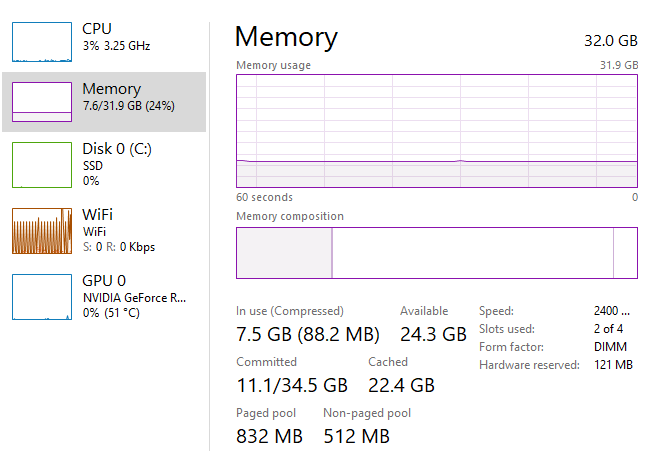 CPU
3% 3.25 GHz
Memory
7.6/31.9 GB (24%)
Disk 0 (C:)
SSD
0%
WiFi
WiFi
S: 0 R: 0 Kbps
GPU 0
NVIDIA GeForce R...
0% (51 °C)
Memory 32.0 GB
Memory usage 31.9 GB
60 seconds 0
Memory composition
In use (Compressed) Available
7.5 GB (88.2 MB) 24.3 GB
Committed Cached
11.1/34.5 GB 22.4 GB
Paged pool Non-paged pool
832 MB 512 MB
Speed: 2400 ...
Slots used: 2 of 4
Form factor: DIMM
Hardware reserved: 121 MB